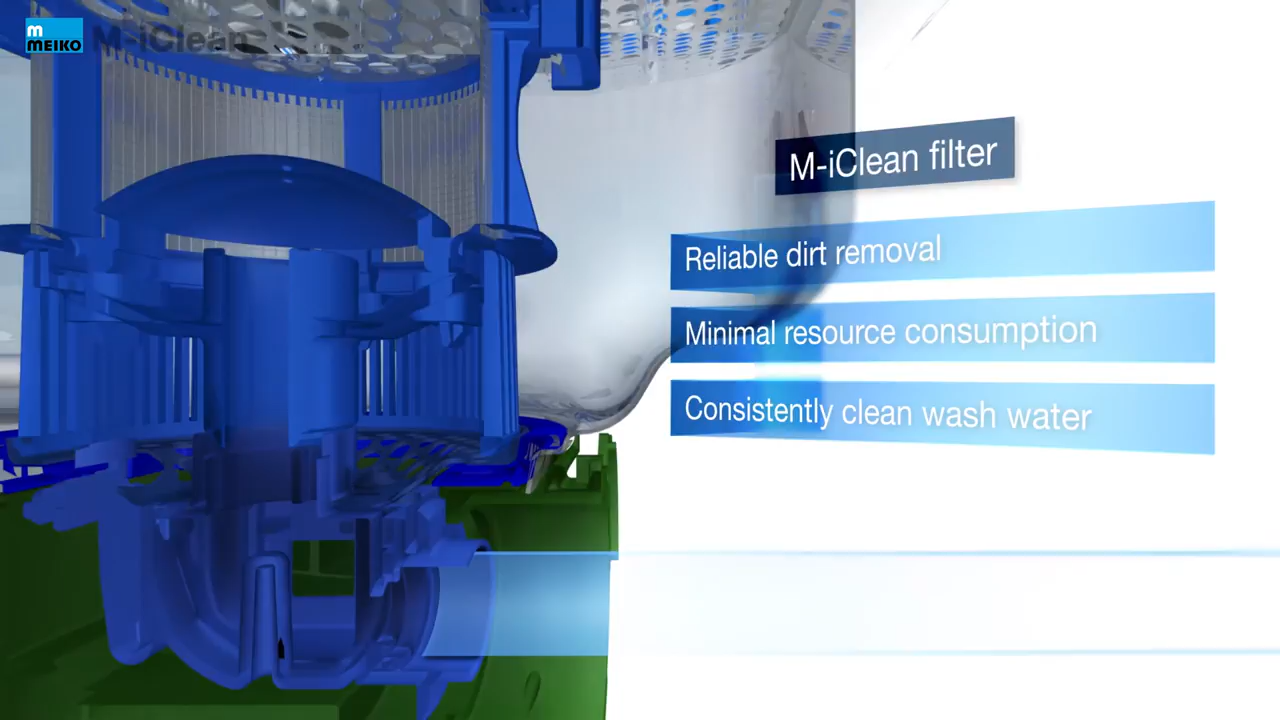 m
MEIKO
M-iClean
M-iClean filter
Reliable dirt removal
Minimal resource consumption
Consistently clean wash water